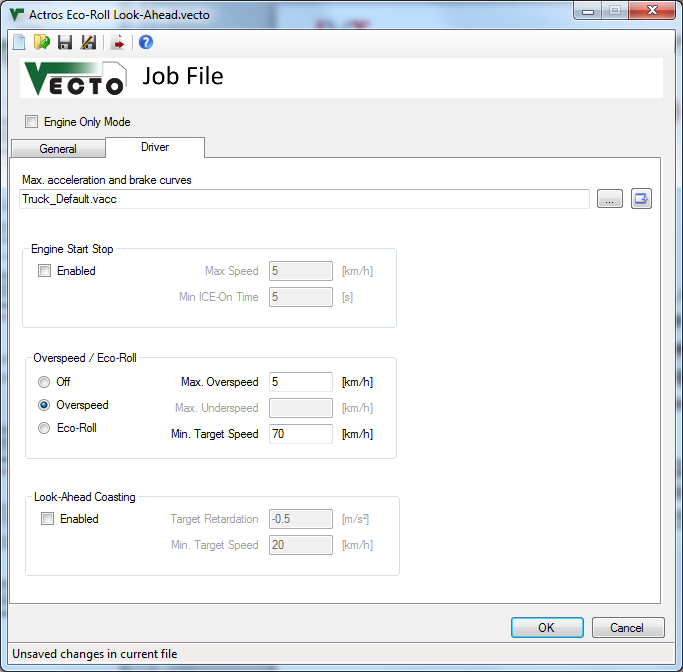 Actros Eco-Roll Look-Ahead.vecto
VECTO Job File
Engine Only Mode
General Driver
Max. acceleration and brake curves
Truck_Default.vacc ...
Engine Start Stop
Enabled Max Speed 5 [km/h]
Min ICE-On Time 5 [s]
Overspeed / Eco-Roll
Off Max. Overspeed 5 [km/h]
Overspeed Max. Underspeed [km/h]
Eco-Roll Min. Target Speed 70 [km/h]
Look-Ahead Coasting
Enabled Target Retardation -0.5 [m/s²]
Min. Target Speed 20 [km/h]
OK Cancel
Unsaved changes in current file